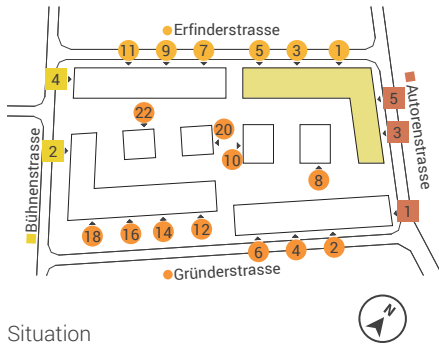 Erfinderstrasse
11 9 7 5 3 1
4
5
22
20
3
2
10
8
Bühnenstrasse
Autorenstrasse
18 16 14 12
1
6 4 2
Gründerstrasse
N
Situation